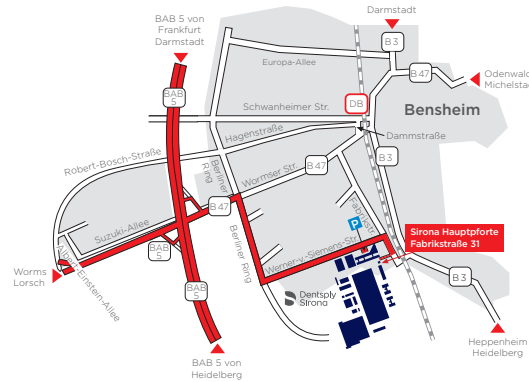 BAB 5 von
Frankfurt
Darmstadt
Darmstadt
B 3
Europa-Allee
B 47
Odenwald
Michelstad
BAB
5
DB
Schwanheimer Str.
Bensheim
Hagenstraße
Dammstraße
Robert-Bosch-Straße
Berliner
Ring
Wormser Str.
B 47
B 3
Suzuki-Allee
B 47
Fabrikstr.
P
Sirona Hauptpforte
Fabrikstraße 31
BAB
5
Berliner Ring
Werner-v.-Siemens-Str.
Worms
Lorsch
Albert-Einstein-Allee
B 3
BAB
5
Dentsply
Sirona
Heppenheim
Heidelberg
BAB 5 von
Heidelberg